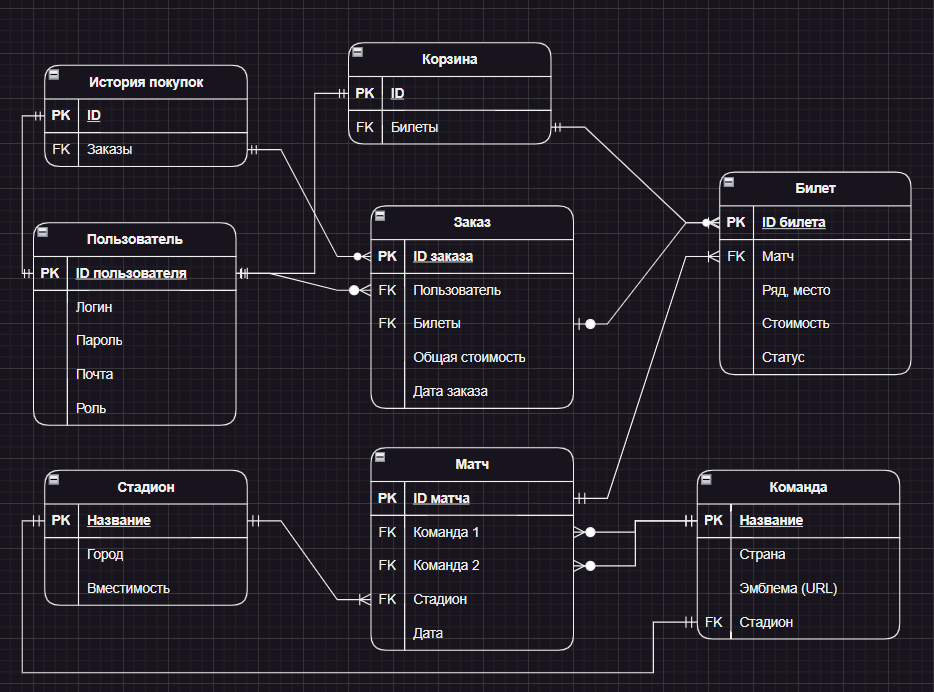 История покупок
PK ID
FK Заказы
Корзина
PK ID
FK Билеты
Билет
PK ID билета
FK Матч
Ряд, место
Стоимость
Статус
Пользователь
PK ID пользователя
Логин
Пароль
Почта
Роль
Заказ
PK ID заказа
FK Пользователь
FK Билеты
Общая стоимость
Дата заказа
Стадион
PK Название
Город
Вместимость
Матч
PK ID матча
FK Команда 1
FK Команда 2
FK Стадион
Дата
Команда
PK Название
Страна
Эмблема (URL)
FK Стадион